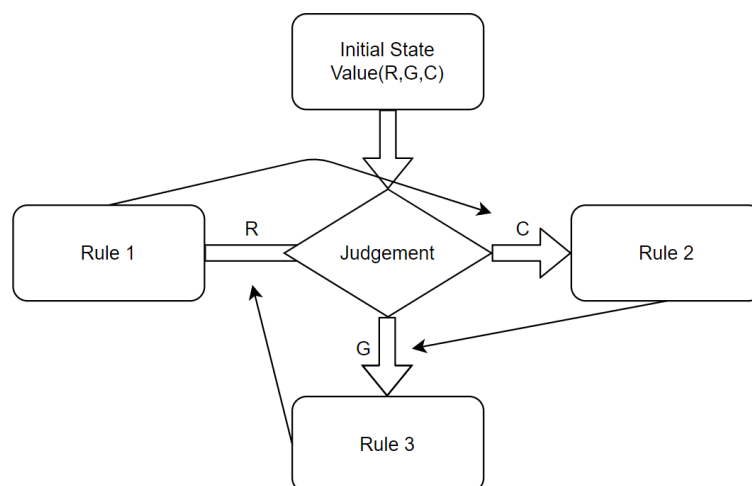 Initial State
Value(R,G,C)
R
C
Rule 1
Judgement
Rule 2
G
Rule 3